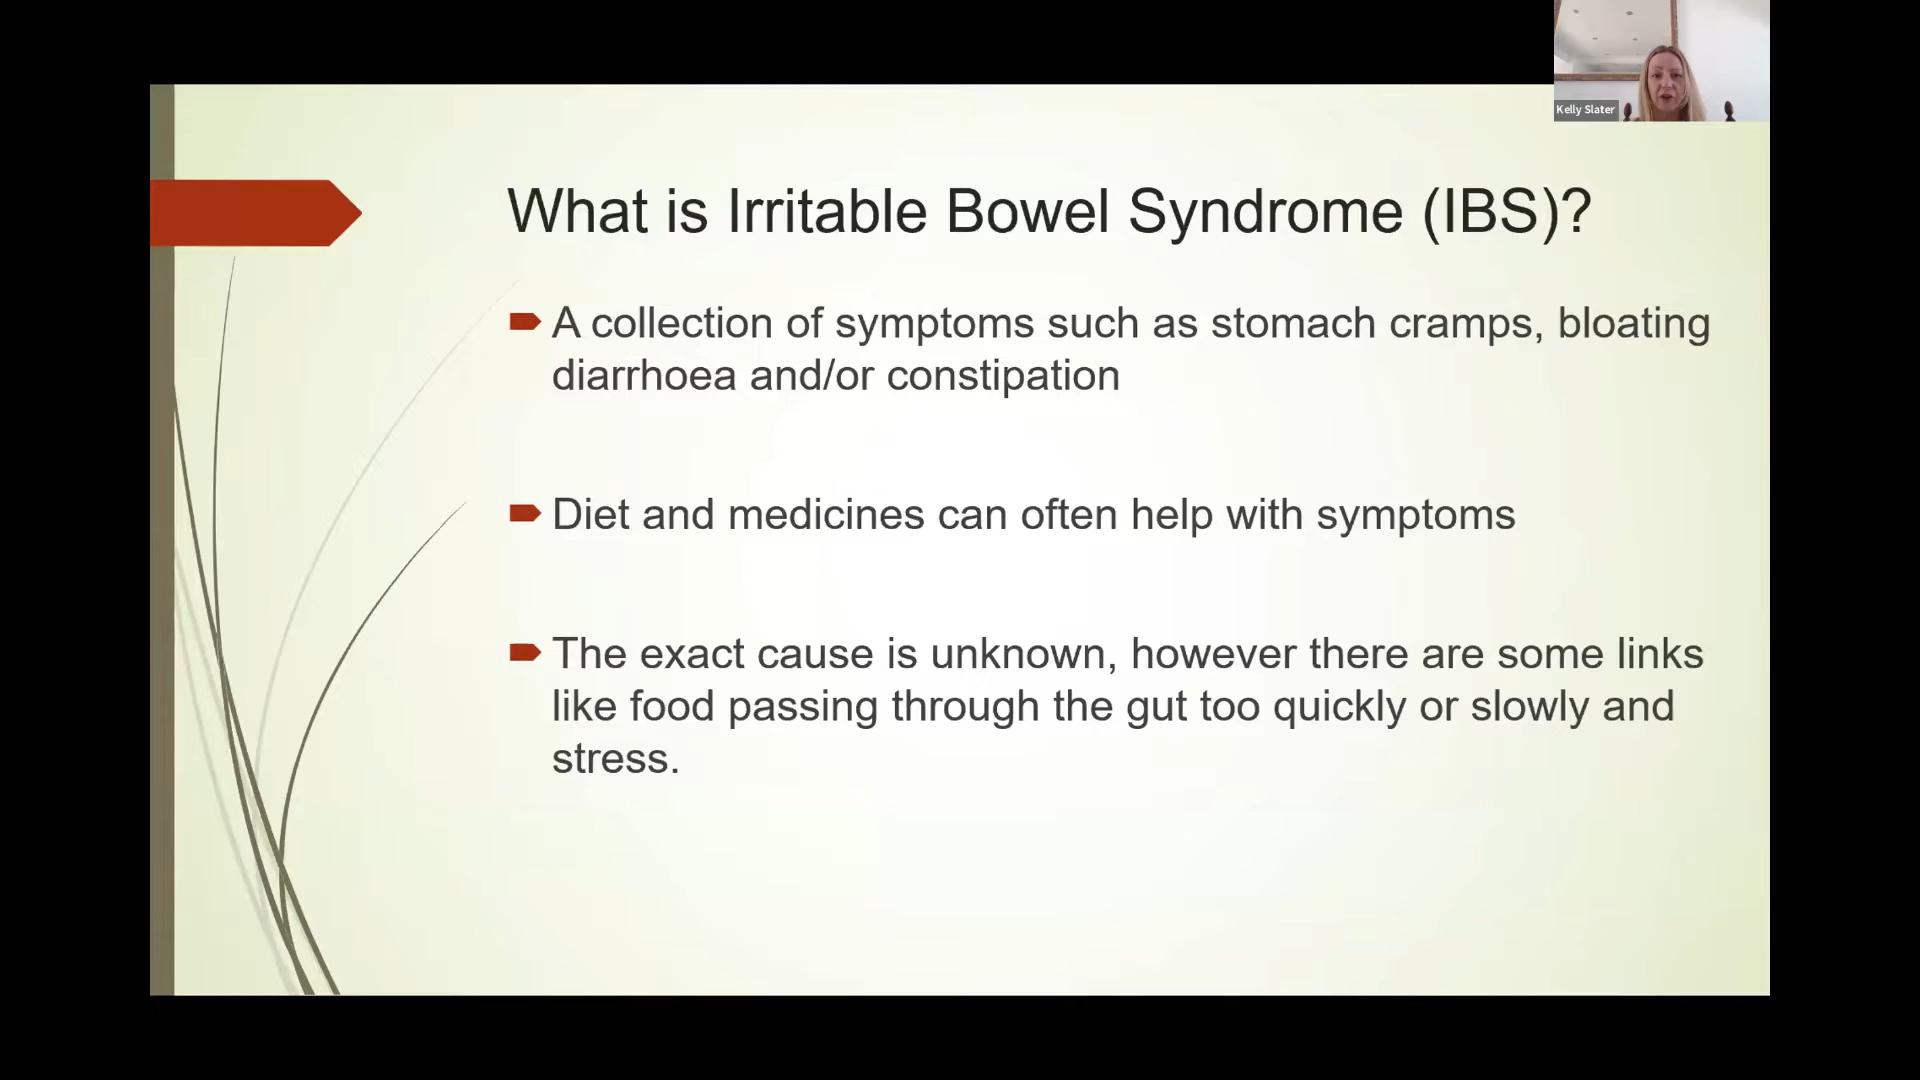 Kelly Slater
What is Irritable Bowel Syndrome (IBS)?
A collection of symptoms such as stomach cramps, bloating
diarrhoea and/or constipation
Diet and medicines can often help with symptoms
The exact cause is unknown, however there are some links
like food passing through the gut too quickly or slowly and
stress.